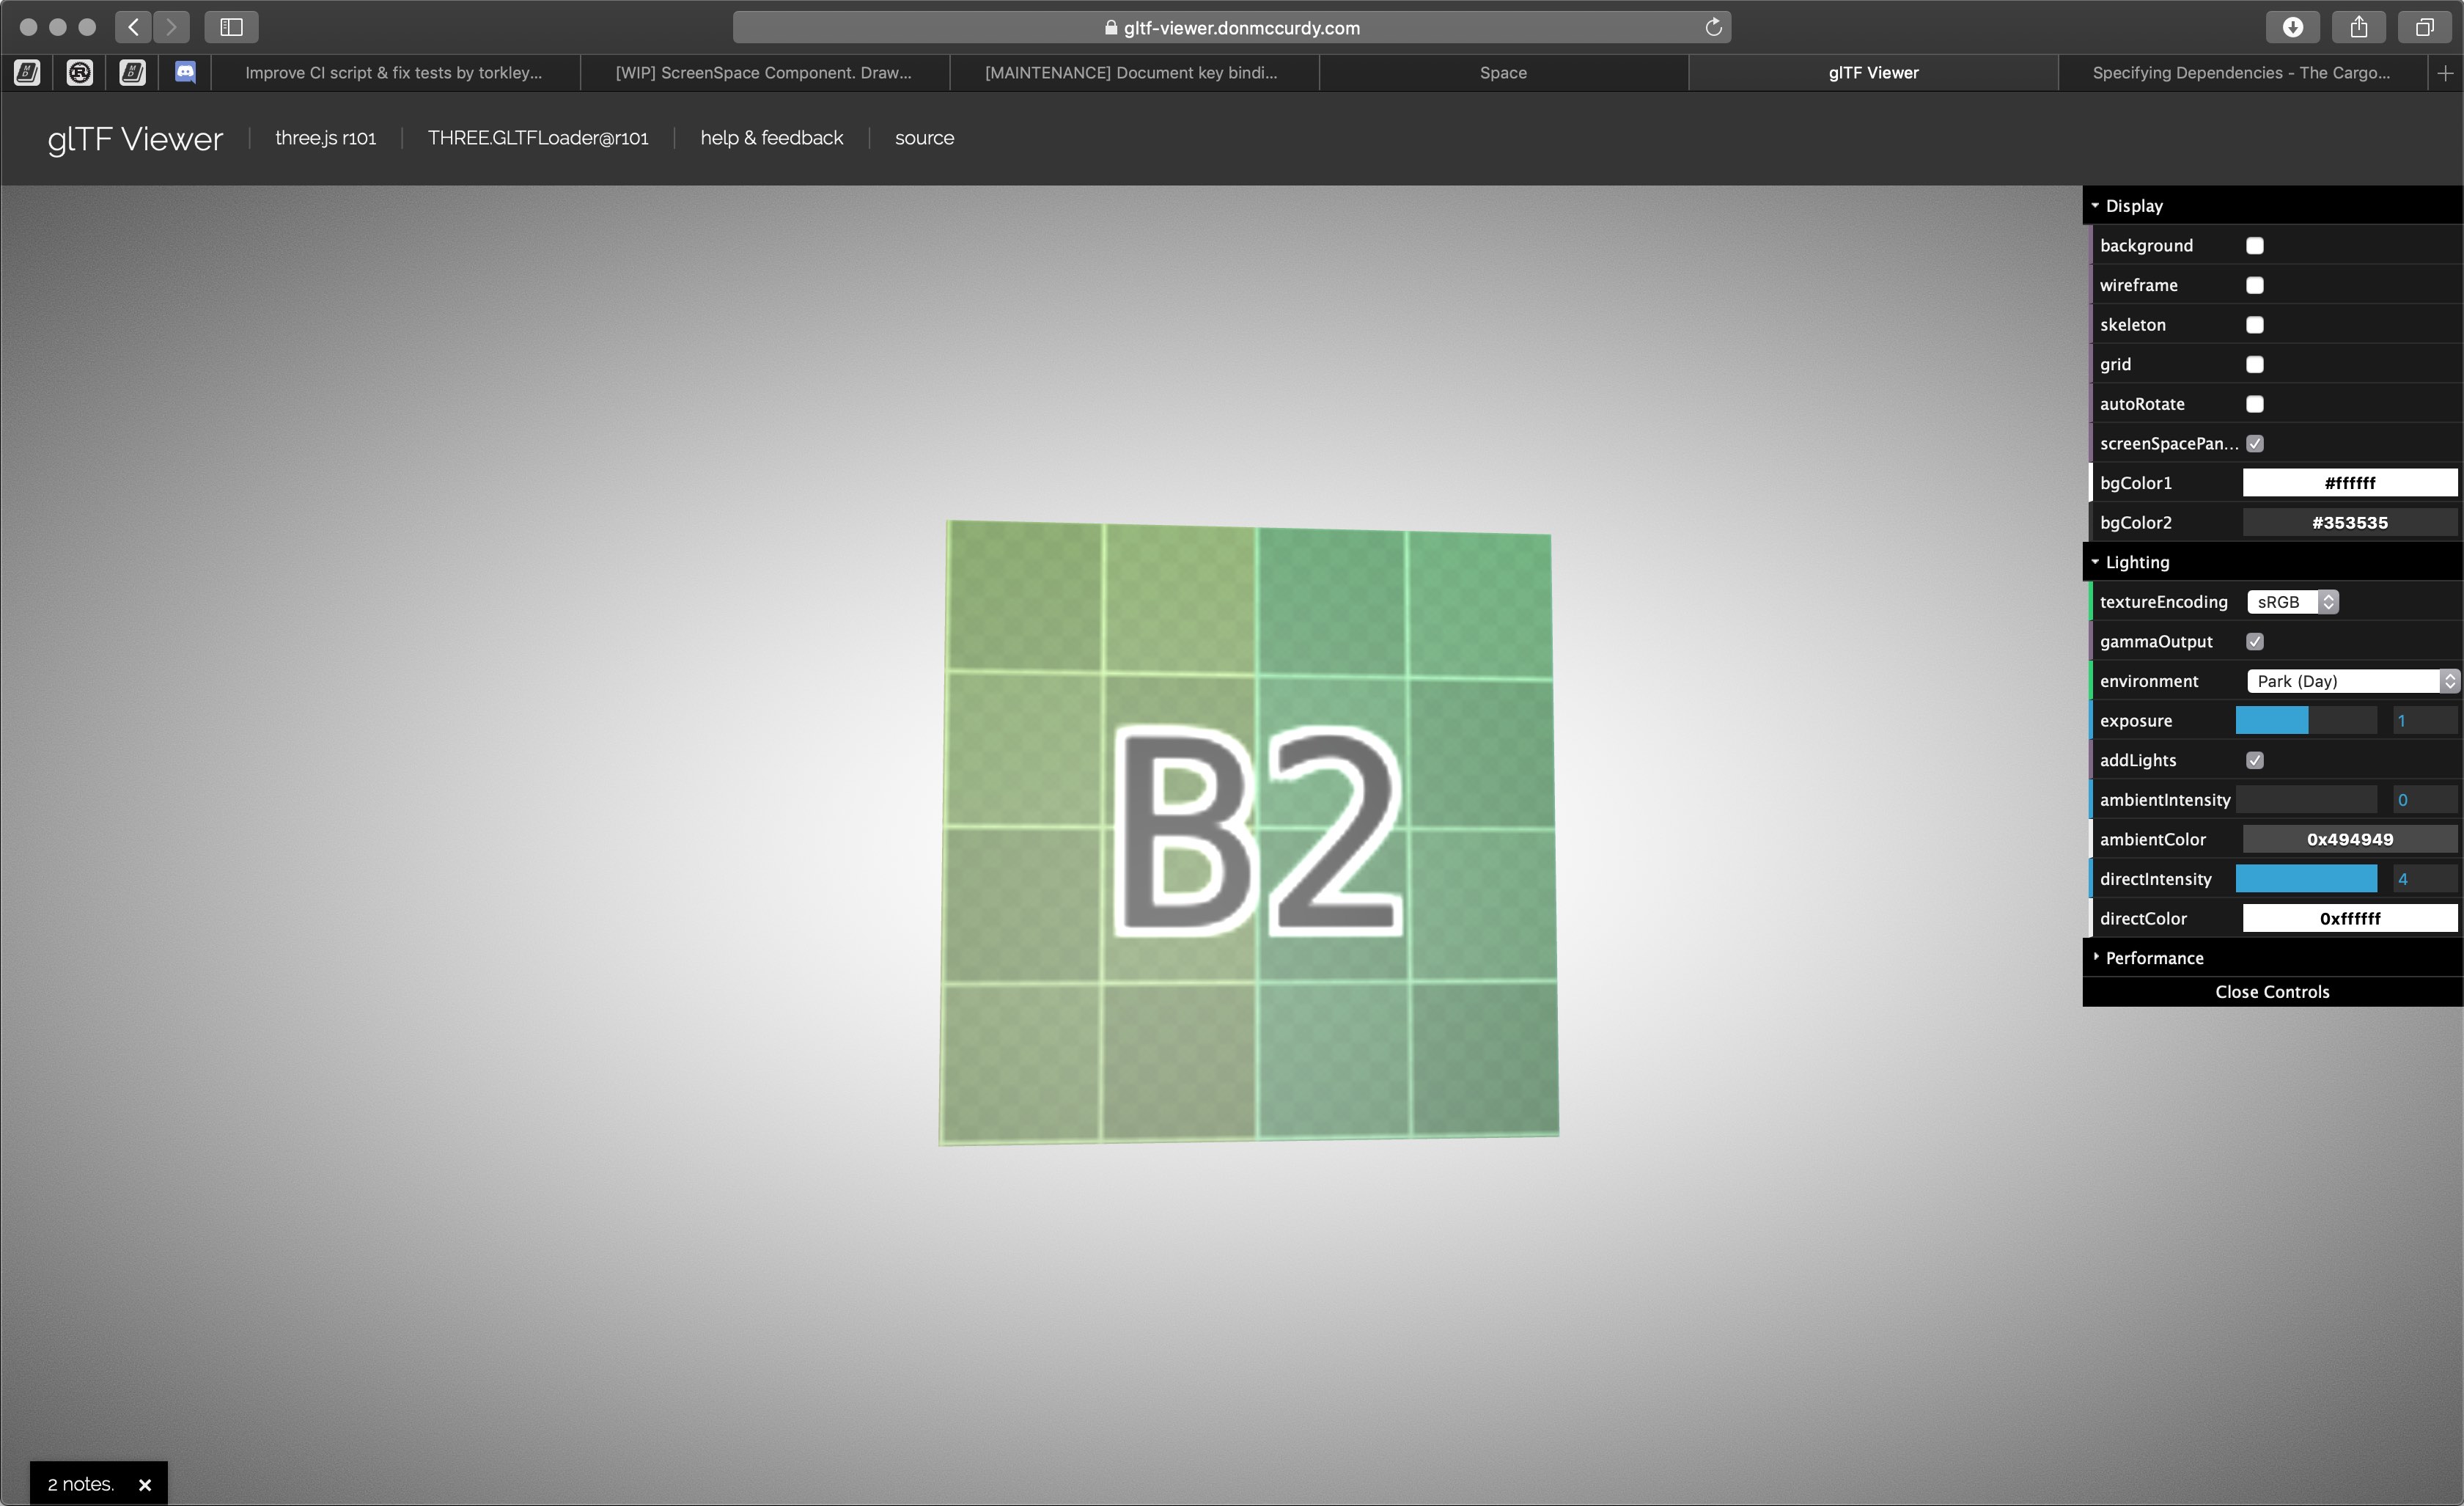 gltf-viewer.donmccurdy.com
Improve CI script & fix tests by torkley...
[WIP] ScreenSpace Component. Draw...
[MAINTENANCE] Document key bindi...
Space
glTF Viewer
Specifying Dependencies - The Cargo...
glTF Viewer
three.js r101
THREE.GLTFLoader@r101
help & feedback
source
Display
background
wireframe
skeleton
grid
autoRotate
screenSpacePan...
bgColor1 #ffffff
bgColor2 #353535
Lighting
textureEncoding sRGB
gammaOutput
environment Park (Day)
exposure 1
addLights
ambientIntensity 0
ambientColor 0x494949
directIntensity 4
directColor 0xffffff
Performance
Close Controls
B2
2 notes. ×